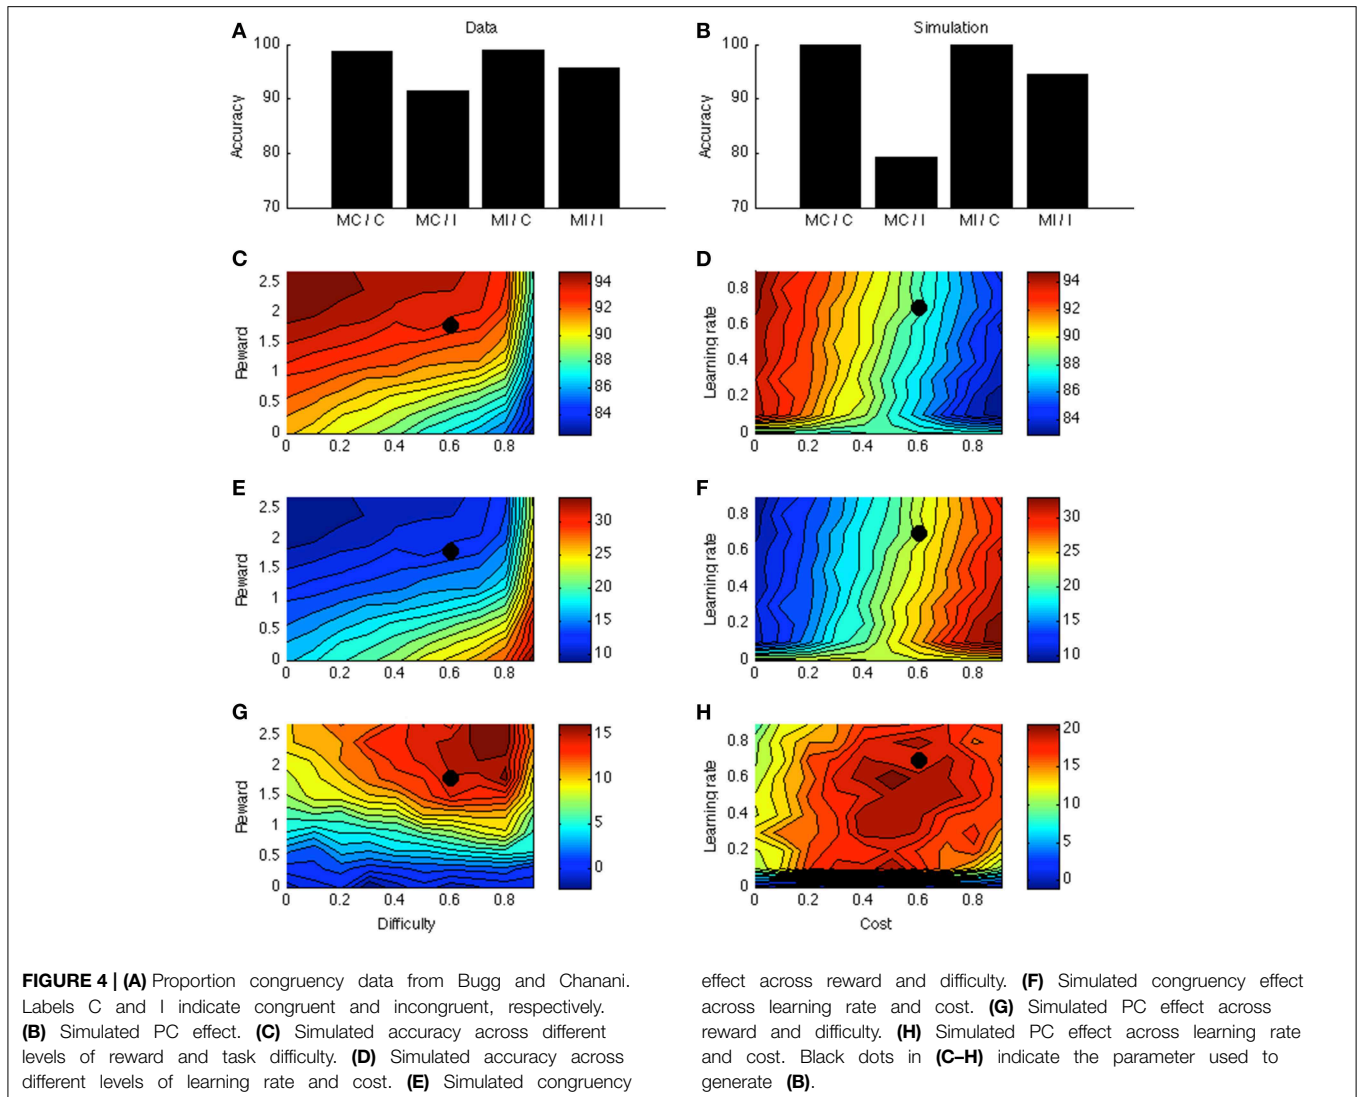 A
Data
100
90
80
70
Accuracy
MC / C
MC / I
MI / C
MI / I
B
Simulation
100
90
80
70
Accuracy
MC / C
MC / I
MI / C
MI / I
C
2.5
2
1.5
1
0.5
0
Reward
0 0.2 0.4 0.6 0.8
94
92
90
88
86
84
D
0.8
0.6
0.4
0.2
0
Learning rate
0 0.2 0.4 0.6 0.8
94
92
90
88
86
84
E
2.5
2
1.5
1
0.5
0
Reward
0 0.2 0.4 0.6 0.8
30
25
20
15
10
F
0.8
0.6
0.4
0.2
0
Learning rate
0 0.2 0.4 0.6 0.8
30
25
20
15
10
G
2.5
2
1.5
1
0.5
0
Reward
0 0.2 0.4 0.6 0.8
Difficulty
15
10
5
0
H
0.8
0.6
0.4
0.2
0
Learning rate
0 0.2 0.4 0.6 0.8
Cost
20
15
10
5
0
FIGURE 4 | (A) Proportion congruency data from Bugg and Chanani.
Labels C and I indicate congruent and incongruent, respectively.
(B) Simulated PC effect. (C) Simulated accuracy across different
levels of reward and task difficulty. (D) Simulated accuracy across
different levels of learning rate and cost. (E) Simulated congruency
effect across reward and difficulty. (F) Simulated congruency effect
across learning rate and cost. (G) Simulated PC effect across
reward and difficulty. (H) Simulated PC effect across learning rate
and cost. Black dots in (C–H) indicate the parameter used to
generate (B).